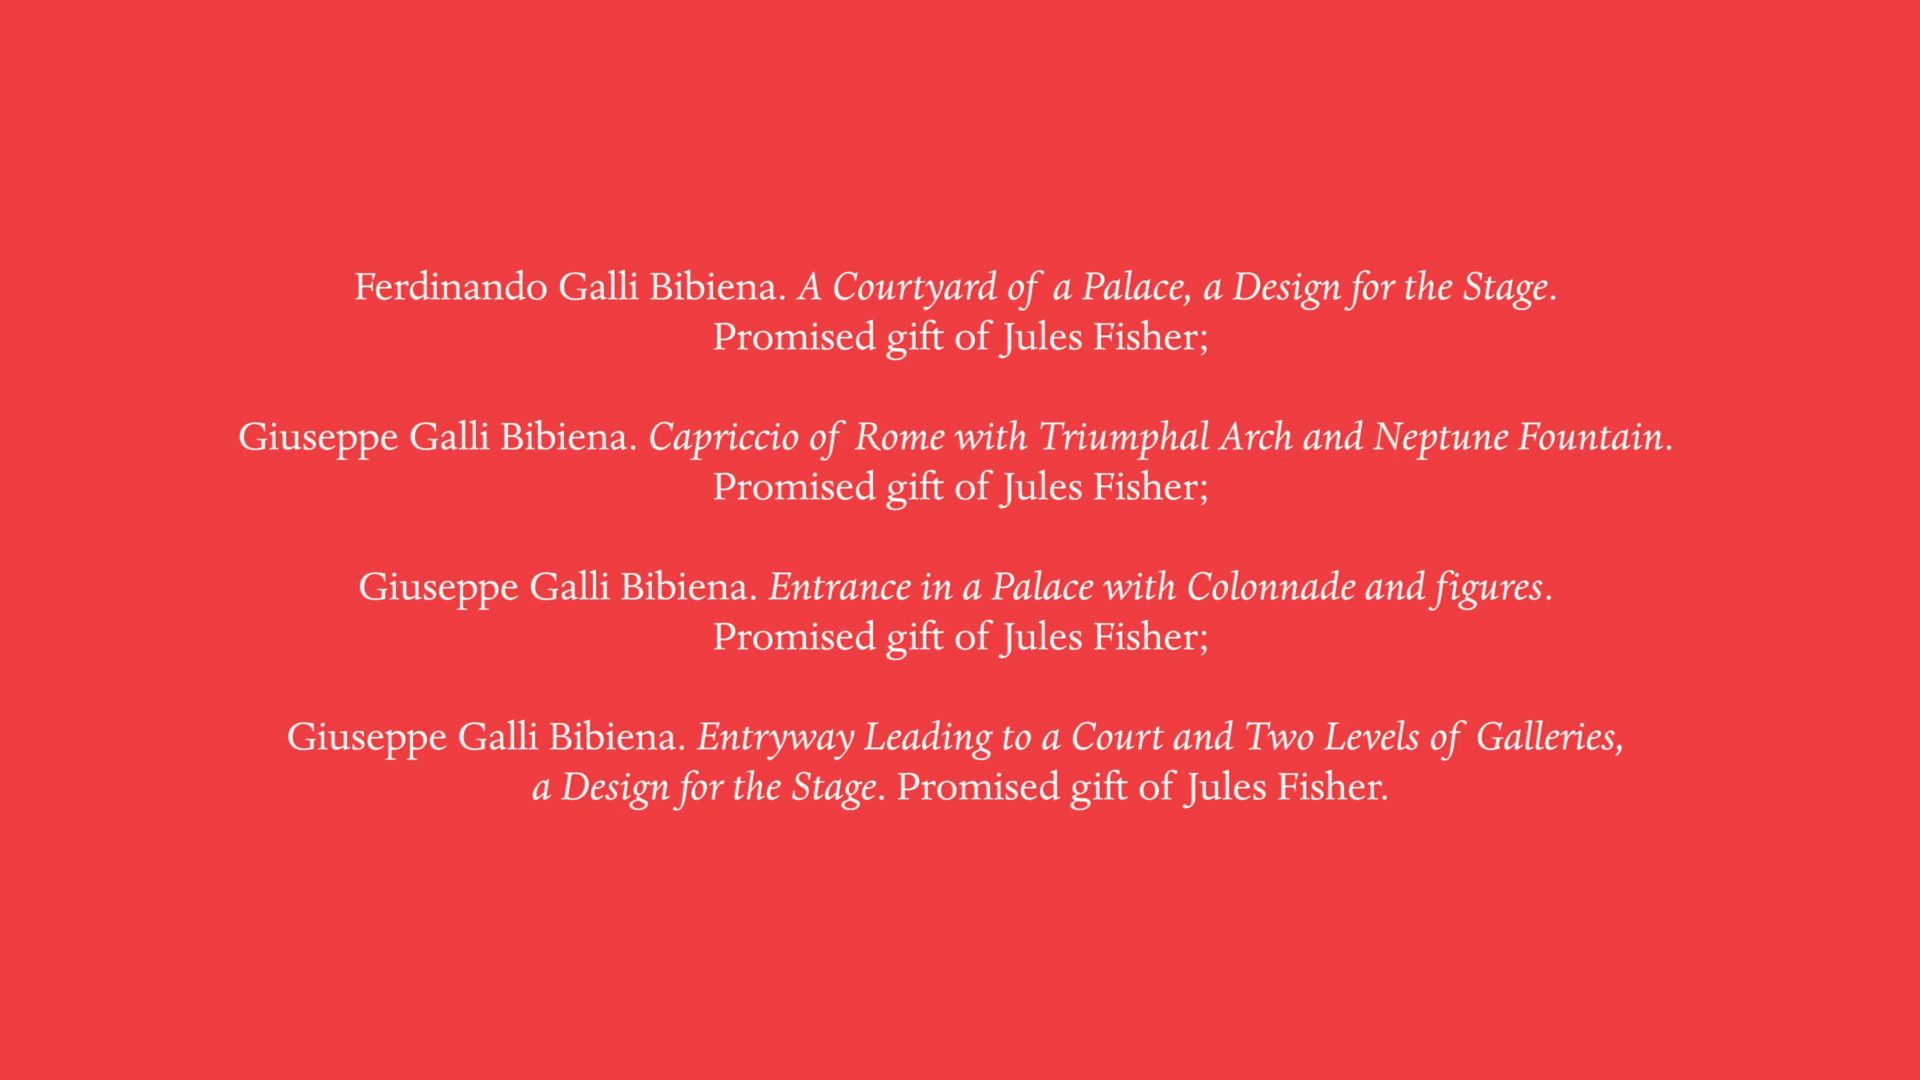 Ferdinando Galli Bibiena. A Courtyard of a Palace, a Design for the Stage.
Promised gift of Jules Fisher;
Giuseppe Galli Bibiena. Capriccio of Rome with Triumphal Arch and Neptune Fountain.
Promised gift of Jules Fisher;
Giuseppe Galli Bibiena. Entrance in a Palace with Colonnade and figures.
Promised gift of Jules Fisher;
Giuseppe Galli Bibiena. Entryway Leading to a Court and Two Levels of Galleries,
a Design for the Stage. Promised gift of Jules Fisher.